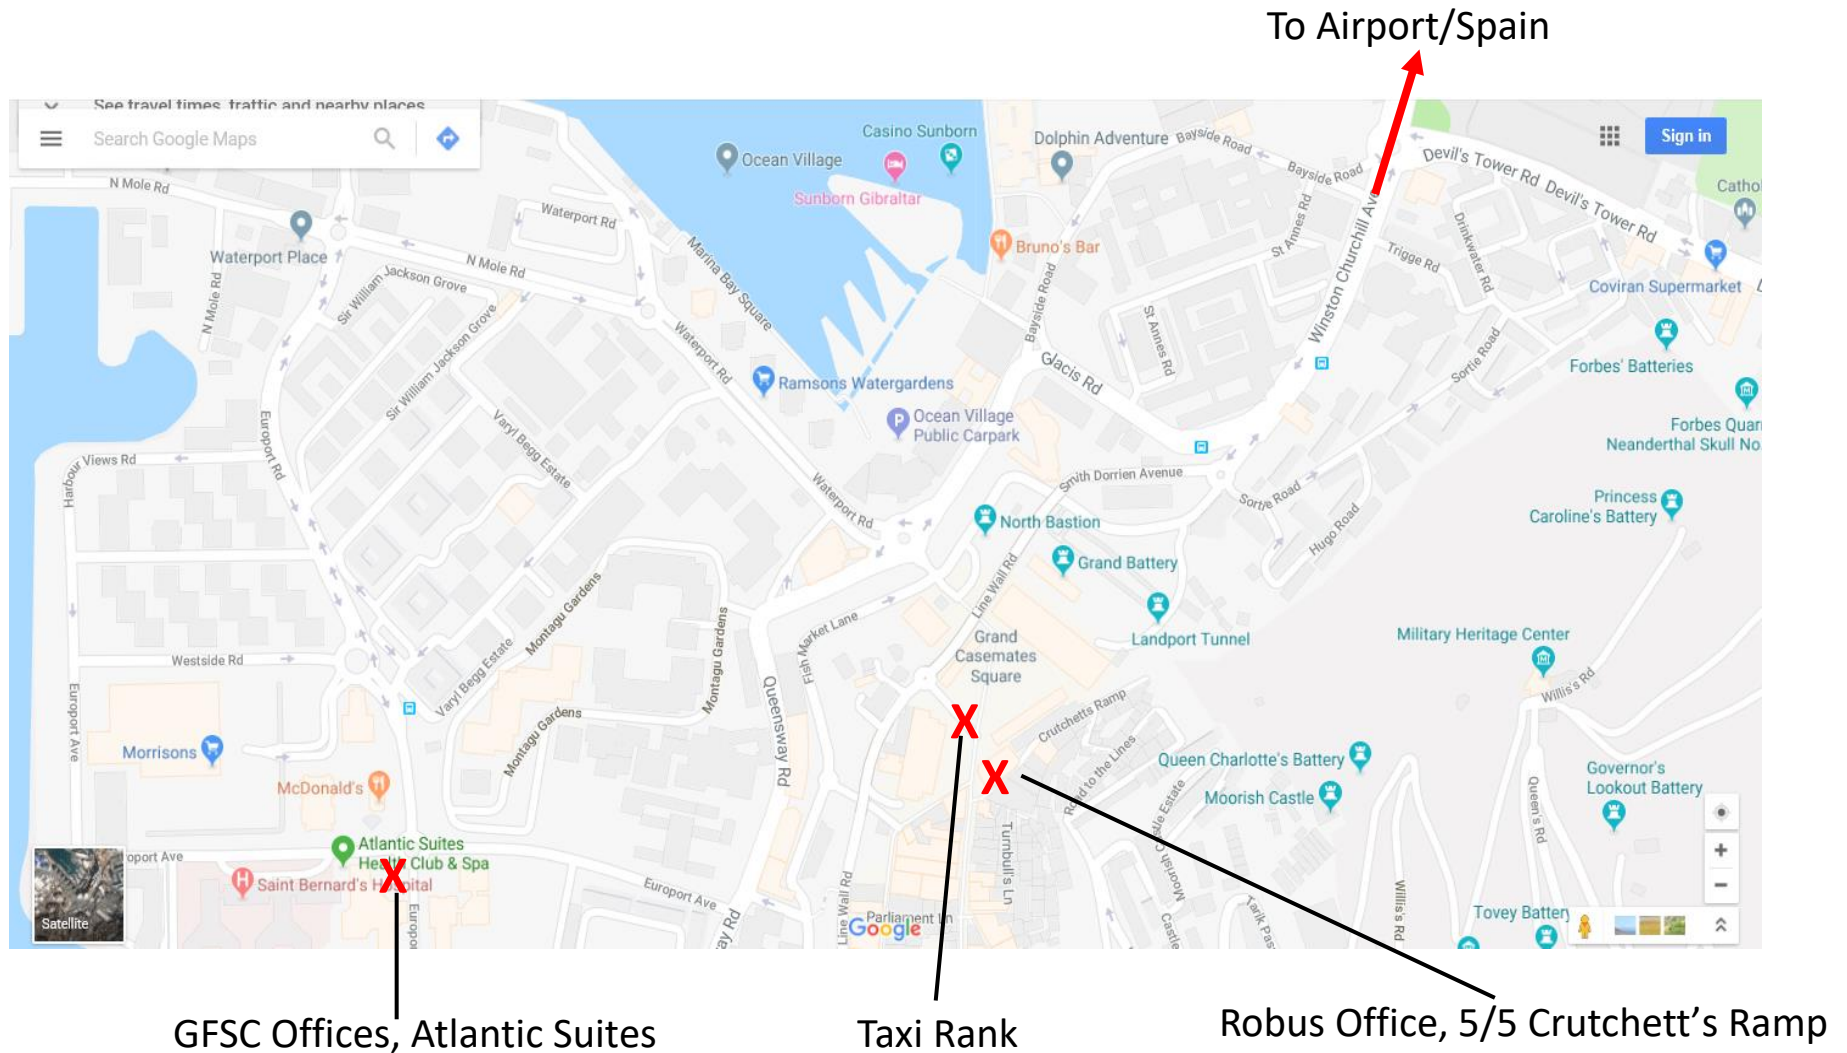 To Airport/Spain
See travel times, traffic and nearby places
Search Google Maps
Sign in
Casino Sunborn
Ocean Village
Sunborn Gibraltar
Dolphin Adventure
Bayside Road
Bayside Road
Devil's Tower Rd
Devil's Tower Rd
N Mole Rd
Waterport Rd
Waterport Place
N Mole Rd
N Mole Rd
Sir William Jackson Grove
Marina Bay Square
Bruno's Bar
Bayside Road
St Annes Rd
Winston Churchill Ave
Trigge Rd
Drinkwater Rd
Coviran Supermarket
Forbes' Batteries
Sir William Jackson Grove
Waterport Rd
Ramsons Watergardens
Glacis Rd
St Annes Rd
Sortie Road
Ocean Village
Public Carpark
Neanderthal Skull
Europort Rd
Varyl Begg Estate
Harbour Views Rd
Waterport Rd
Smith Dorrien Avenue
Sortie Road
Hugo Road
Princess
Caroline's Battery
North Bastion
Grand Battery
Line Wall Rd
Landport Tunnel
Montagu Gardens
Fish Market Lane
Grand
Casemates
Square
Military Heritage Center
Willis's Rd
Westside Rd
Varyl Begg Estate
Montagu Gardens
Montagu Gardens
Queensway Rd
Europort Ave
X
Crutchetts Ramp
Morrisons
McDonald's
X
Road to the Lines
Queen Charlotte's Battery
Moorish Castle
Moorish Castle Estate
Governor's
Lookout Battery
Queen's Rd
Atlantic Suites
Health Club & Spa
X
Saint Bernard's Hospital
Europort Ave
Turnbull's Ln
Line Wall Rd
Parliament Ln
Google
Willis's Rd
Tovey Battery
Satellite
GFSC Offices, Atlantic Suites
Taxi Rank
Robus Office, 5/5 Crutchett’s Ramp